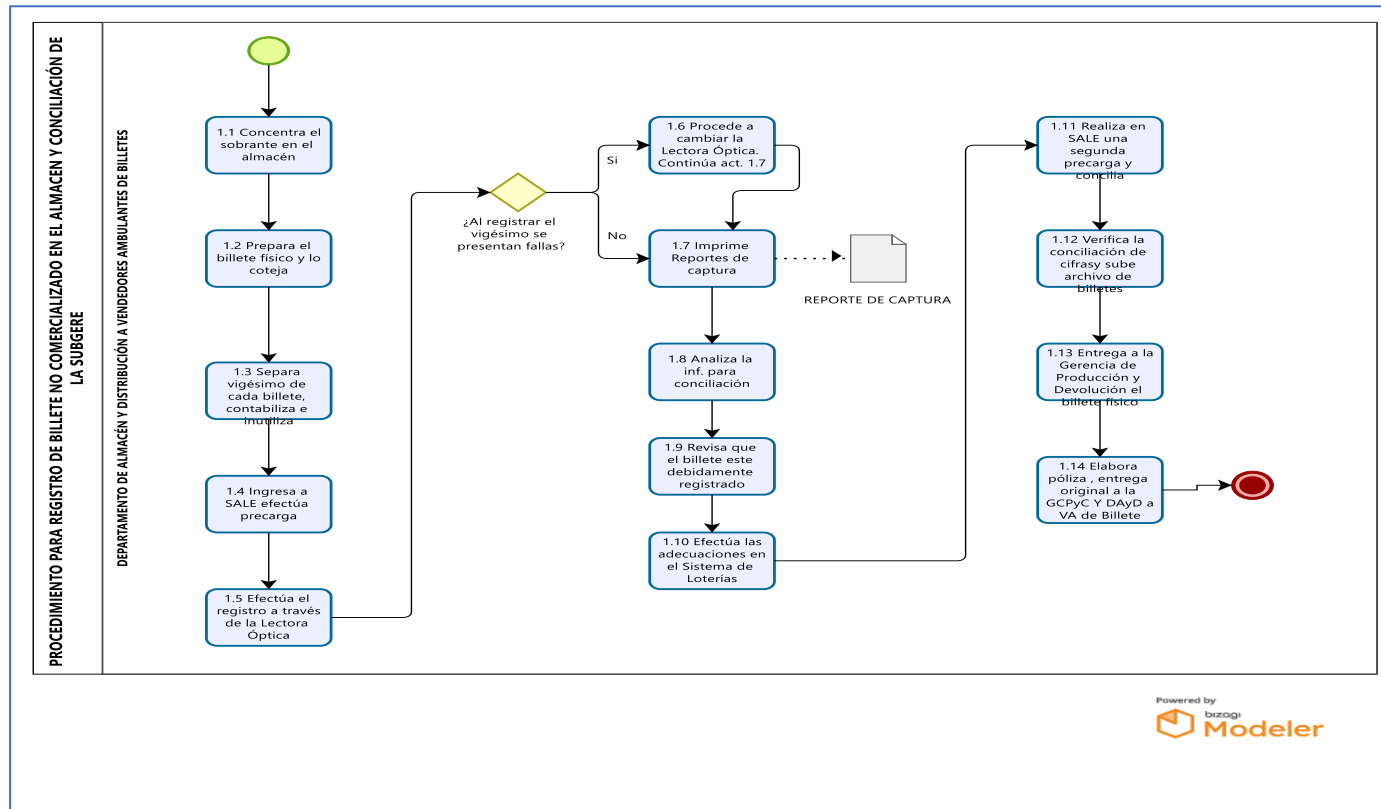 PROCEDIMIENTO PARA REGISTRO DE BILLETE NO COMERCIALIZADO EN EL ALMACEN Y CONCILIACIÓN DE
LA SUBGERE
DEPARTAMENTO DE ALMACÉN Y DISTRIBUCIÓN A VENDEDORES AMBULANTES DE BILLETES
1.1 Concentra el
sobrante en el
almacén
1.2 Prepara el
billete físico y lo
coteja
1.3 Separa
vigésimo de
cada billete,
contabiliza e
inutiliza
1.4 Ingresa a
SALE efectúa
precarga
1.5 Efectúa el
registro a través
de la Lectora
Óptica
¿Al registrar el
vigésimo se
presentan fallas?
Si
No
1.6 Procede a
cambiar la
Lectora Óptica.
Continúa act. 1.7
1.7 Imprime
Reportes de
captura
REPORTE DE CAPTURA
1.8 Analiza la
inf. para
conciliación
1.9 Revisa que
el billete este
debidamente
registrado
1.10 Efectúa las
adecuaciones en
el Sistema de
Loterías
1.11 Realiza en
SALE una
segunda
precarga y
concilia
1.12 Verifica la
conciliación de
cifrasy sube
archivo de
billetes
1.13 Entrega a la
Gerencia de
Producción y
Devolución el
billete físico
1.14 Elabora
póliza , entrega
original a la
GCPyC Y DAyD a
VA de Billete
Powered by
bizagi
Modeler